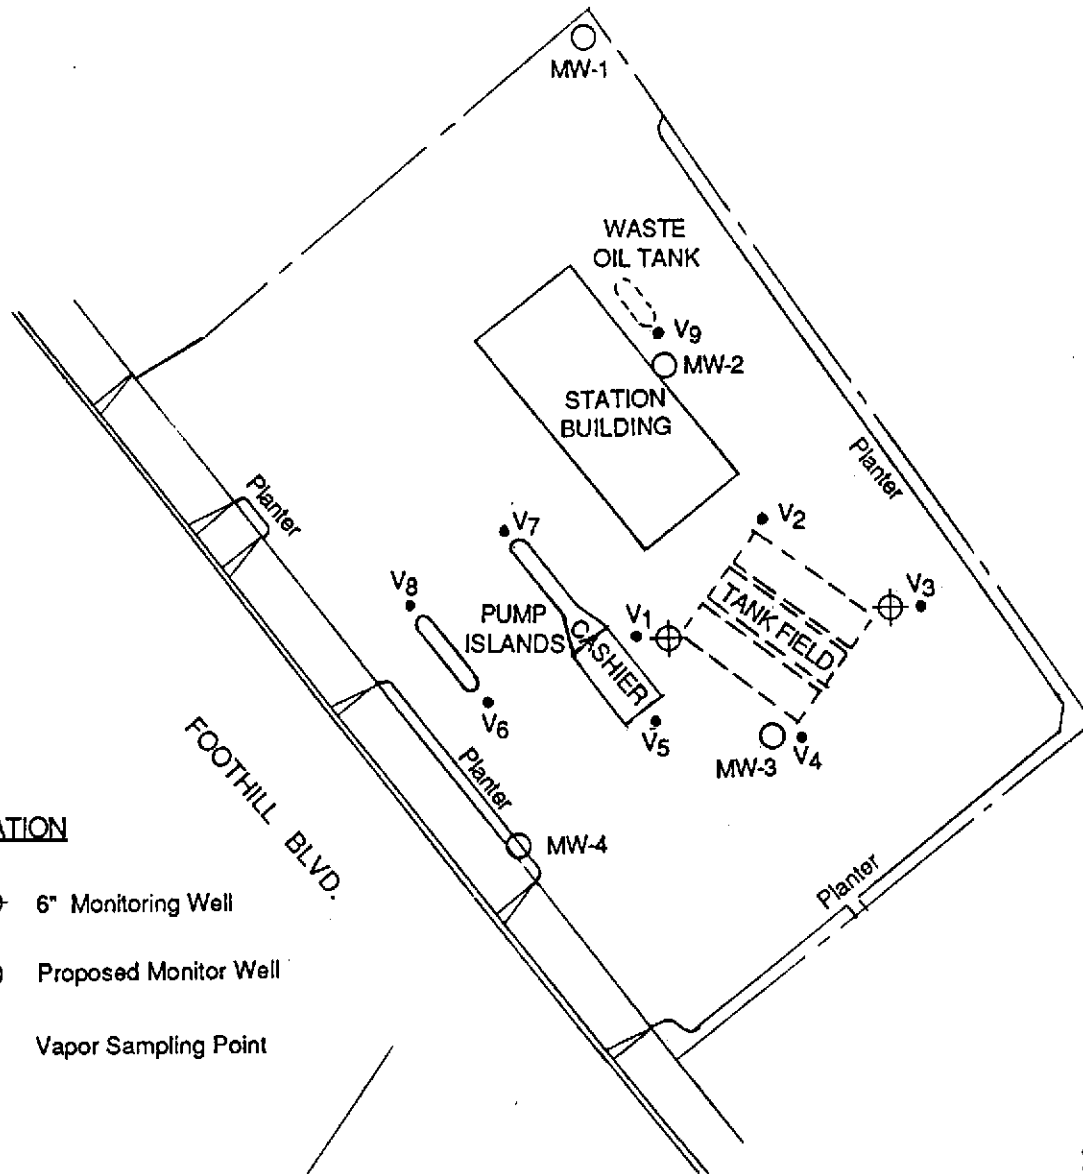 MW-1
WASTE
OIL TANK
V9
MW-2
STATION
BUILDING
Planter
Planter
V2
V7
V8
V3
PUMP
ISLANDS
V1
TANK FIELD
CASHIER
V6
V5
MW-3
V4
FOOTHILL BLVD.
Planter
MW-4
Planter
ATION
6" Monitoring Well
Proposed Monitor Well
Vapor Sampling Point